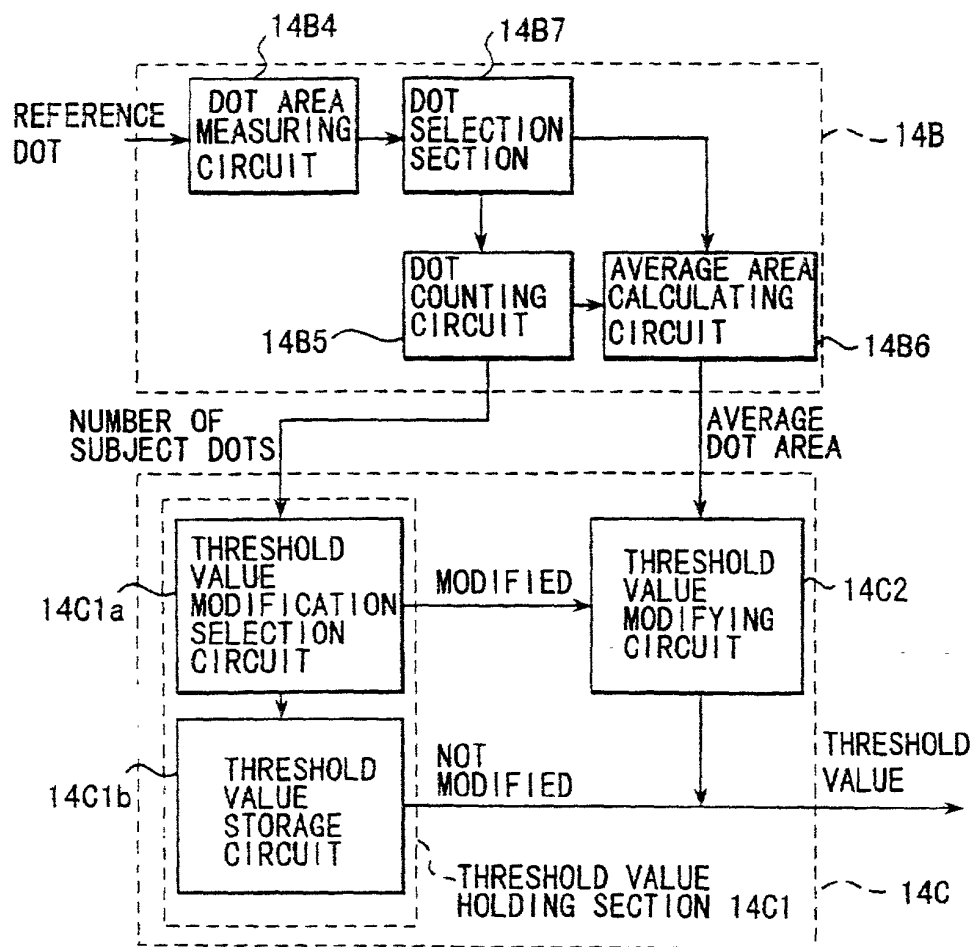 14B4
14B7
REFERENCE
DOT
DOT AREA
MEASURING
CIRCUIT
DOT
SELECTION
SECTION
14B
DOT
COUNTING
CIRCUIT
AVERAGE AREA
CALCULATING
CIRCUIT
14B5
14B6
NUMBER OF
SUBJECT DOTS
AVERAGE
DOT AREA
THRESHOLD
VALUE
MODIFICATION
SELECTION
CIRCUIT
14C1a
MODIFIED
THRESHOLD
VALUE
MODIFYING
CIRCUIT
14C2
THRESHOLD
VALUE
STORAGE
CIRCUIT
14C1b
NOT
MODIFIED
THRESHOLD
VALUE
THRESHOLD VALUE
HOLDING SECTION 14C1
14C